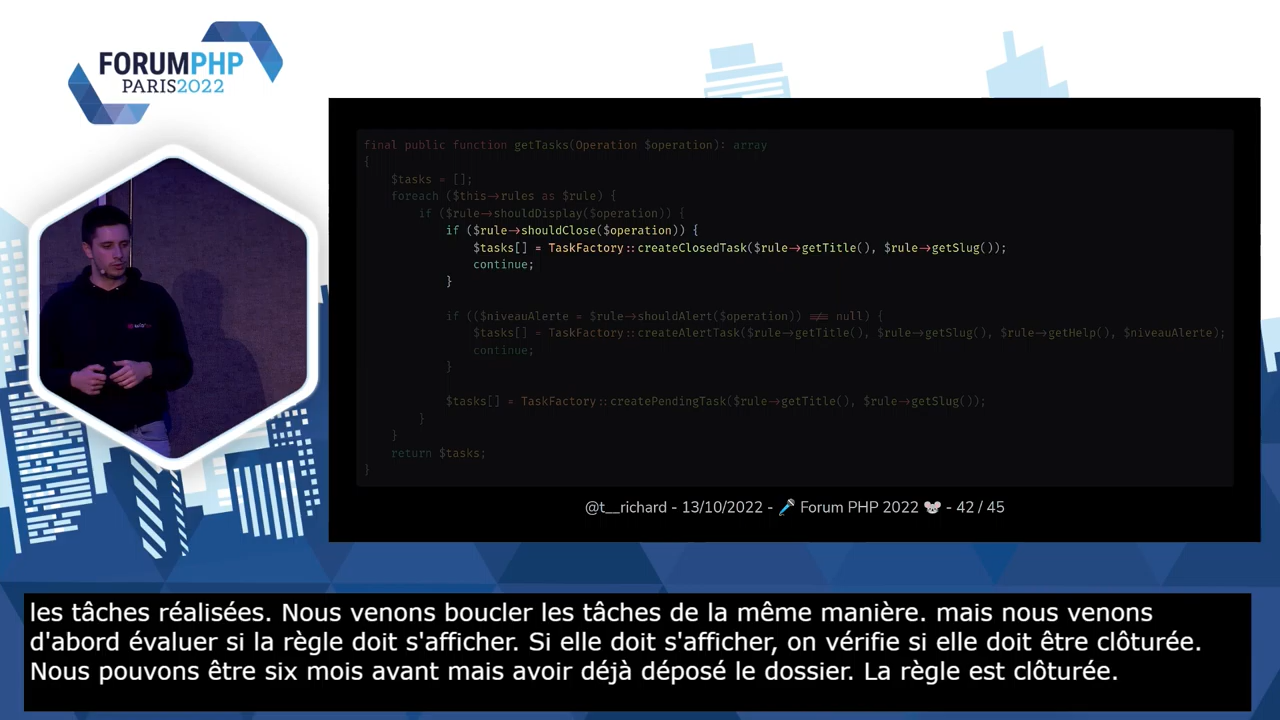 FORUMPHP
PARIS2022
final public function getTasks(Operation $operation): array
{
$tasks = [];
foreach ($this->rules as $rule) {
if ($rule->shouldDisplay($operation)) {
if ($rule->shouldClose($operation)) {
$tasks[] = TaskFactory::createClosedTask($rule->getTitle(), $rule->getSlug());
continue;
}
if (($niveauAlerte = $rule->shouldAlert($operation)) !== null) {
$tasks[] = TaskFactory::createAlertTask($rule->getTitle(), $rule->getSlug(), $rule->getHelp(), $niveauAlerte);
continue;
}
$tasks[] = TaskFactory::createPendingTask($rule->getTitle(), $rule->getSlug());
}
}
return $tasks;
}
@t__richard - 13/10/2022 - 🎤 Forum PHP 2022 🐭 - 42 / 45
les tâches réalisées. Nous venons boucler les tâches de la même manière. mais nous venons
d'abord évaluer si la règle doit s'afficher. Si elle doit s'afficher, on vérifie si elle doit être clôturée.
Nous pouvons être six mois avant mais avoir déjà déposé le dossier. La règle est clôturée.